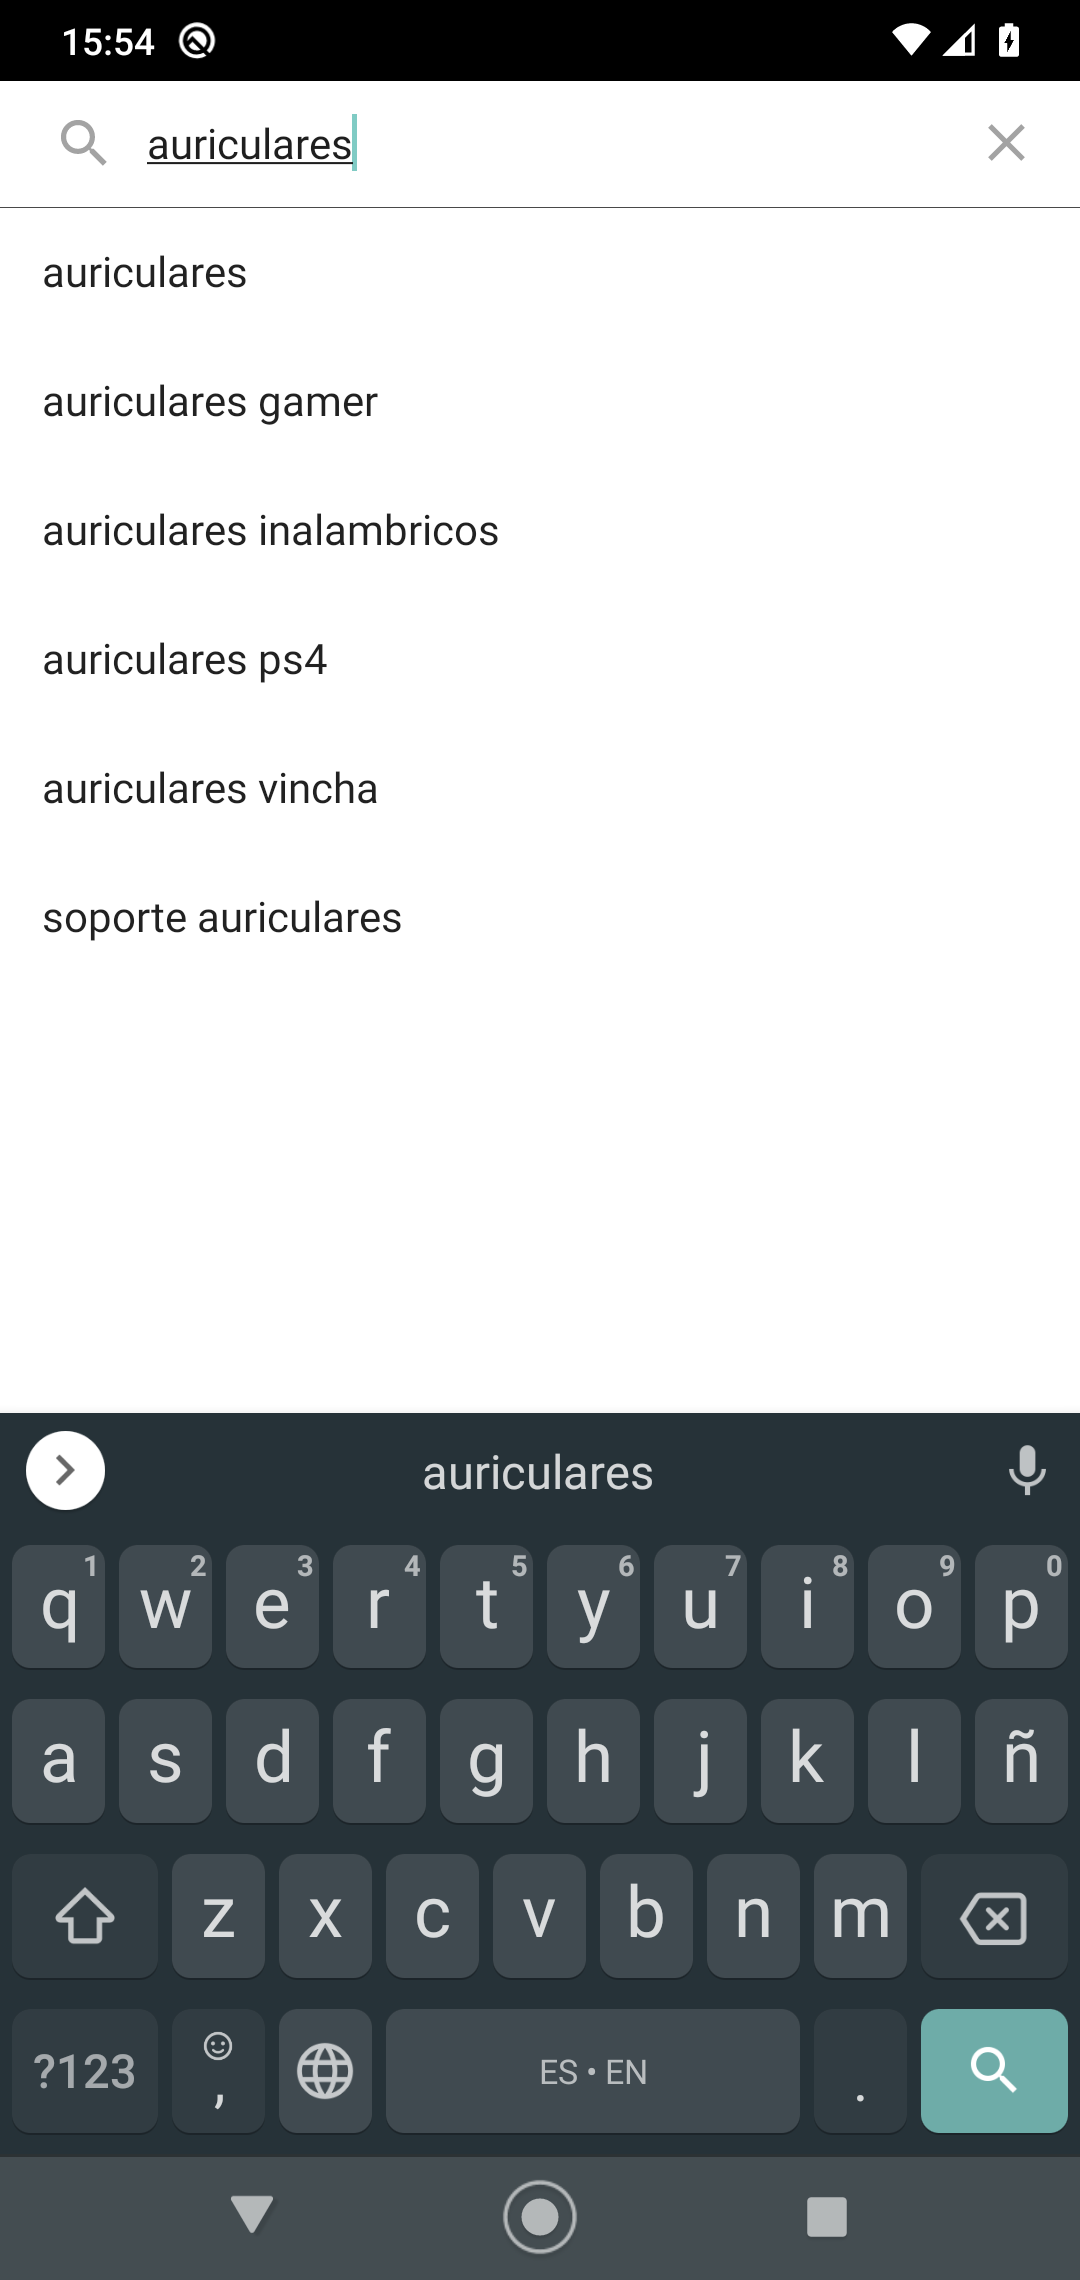 15:54
auriculares
auriculares
auriculares gamer
auriculares inalambricos
auriculares ps4
auriculares vincha
soporte auriculares
auriculares
1 2 3 4 5 6 7 8 9 0
q w e r t y u i o p
a s d f g h j k l ñ
z x c v b n m
?123 , ES • EN .